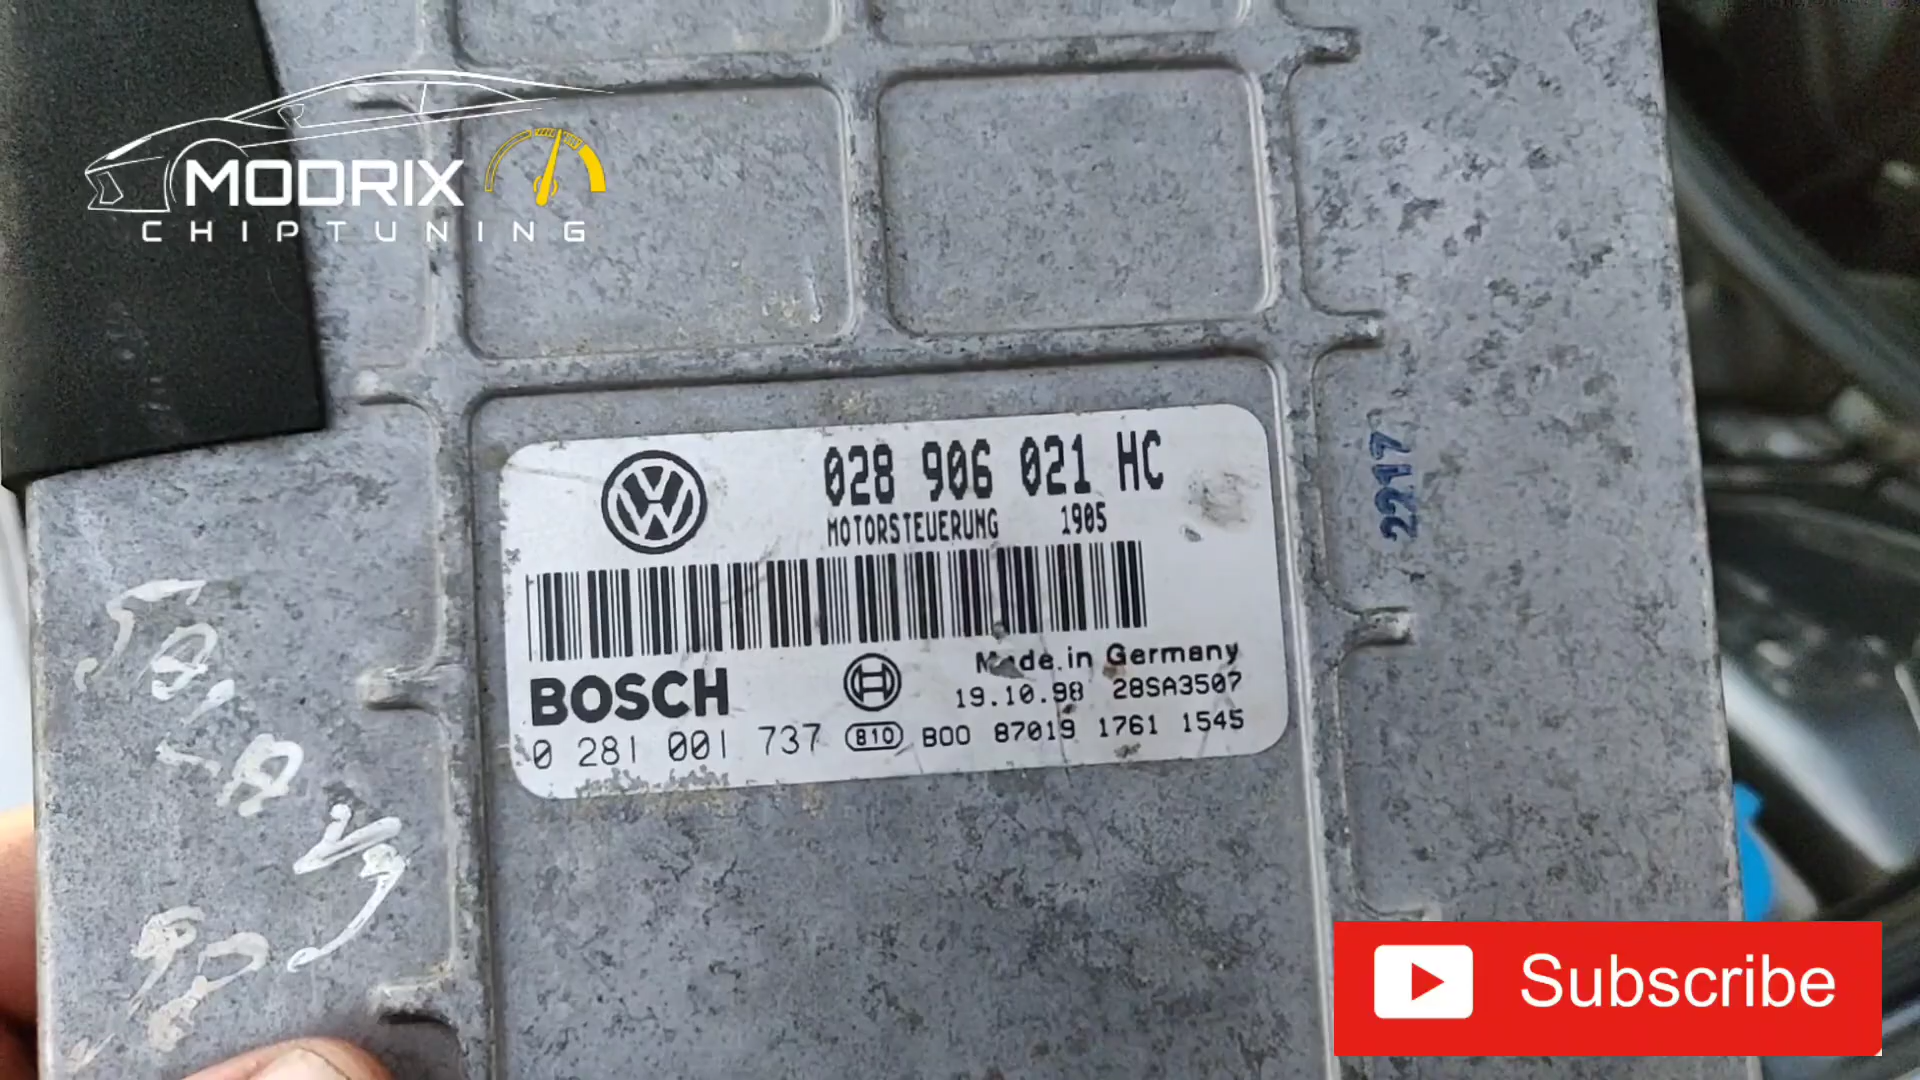 MODRIX
CHIPTUNING
028 906 021 HC
MOTORSTEUERUNG 1905
2217
BOSCH
Made in Germany
19.10.98 28SA3507
0 281 001 737 810 B00 87019 1761 1545
Subscribe